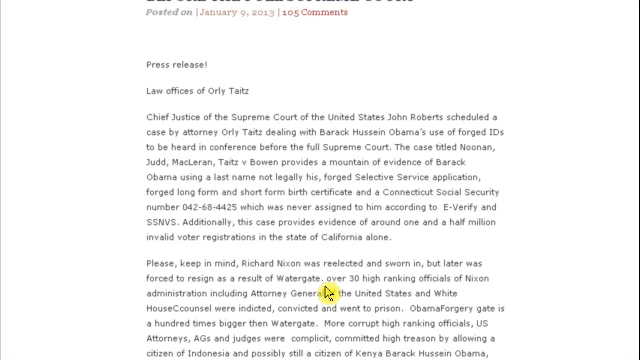 Posted on | January 9, 2013 | 105 Comments
Press release!
Law offices of Orly Taitz
Chief Justice of the Supreme Court of the United States John Roberts scheduled a
case by attorney Orly Taitz dealing with Barack Hussein Obama's use of forged IDs
to be heard in conference before the full Supreme Court. The case titled Noonan,
Judd, MacLeran, Taitz v Bowen provides a mountain of evidence of Barack
Obama using a last name not legally his, forged Selective Service application,
forged long form and short form birth certificate and a Connecticut Social Security
number 042-68-4425 which was never assigned to him according to E-Verify and
SSNVS. Additionally, this case provides evidence of around one and a half million
invalid voter registrations in the state of California alone.
Please, keep in mind, Richard Nixon was reelected and sworn in, but later was
forced to resign as a result of Watergate. over 30 high ranking officials of Nixon
administration including Attorney General the United States and White
HouseCcounsel were indicted, convicted and went to prison. ObamaForgery gate is
a hundred times bigger then Watergate. More corrupt high ranking officials, US
Attorneys, AGs and judges were complicit, committed high treason by allowing a
citizen of Indonesia and possibly still a citizen of Kenya Barack Hussein Obama,